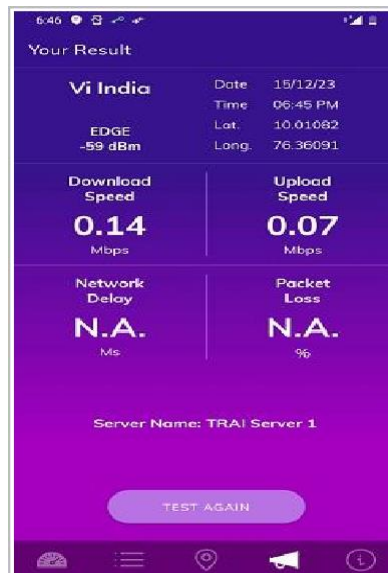 6:46
Your Result
Vi India
EDGE
-59 dBm
Date 15/12/23
Time 06:45 PM
Lat. 10.01082
Long. 76.36091
Download
Speed
0.14
Mbps
Upload
Speed
0.07
Mbps
Network
Delay
N.A.
Ms
Packet
Loss
N.A.
%
Server Name: TRAI Server 1
TEST AGAIN